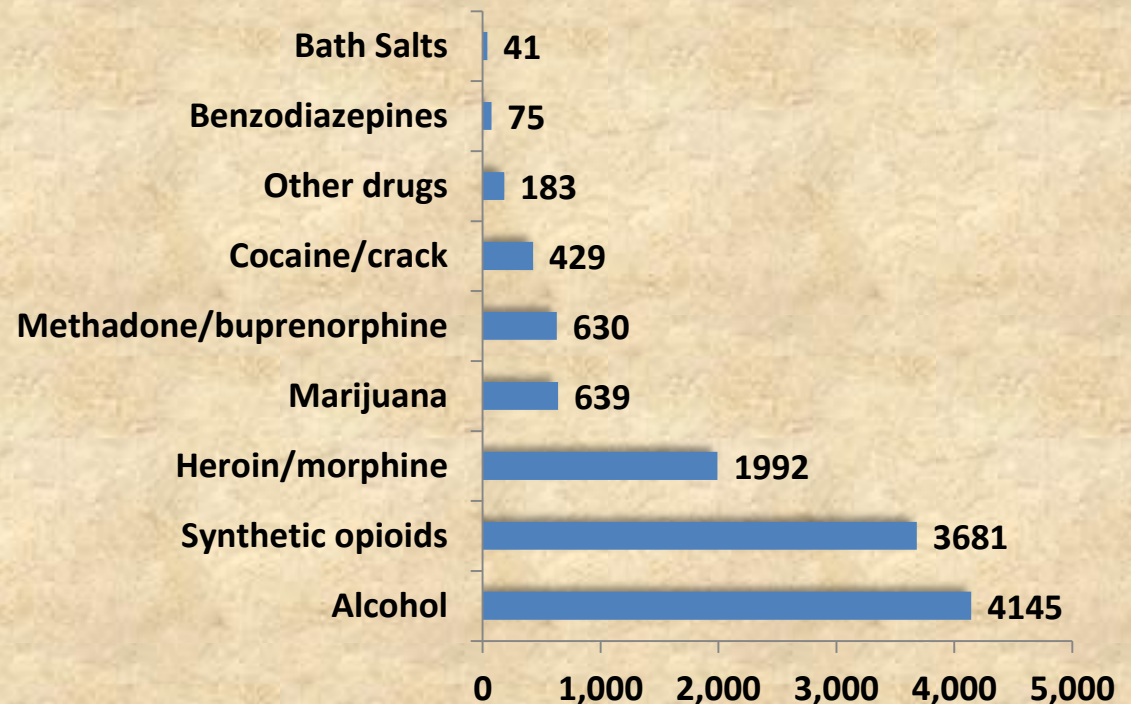 Bath Salts 41
Benzodiazepines 75
Other drugs 183
Cocaine/crack 429
Methadone/buprenorphine 630
Marijuana 639
Heroin/morphine 1992
Synthetic opioids 3681
Alcohol 4145
0 1,000 2,000 3,000 4,000 5,000